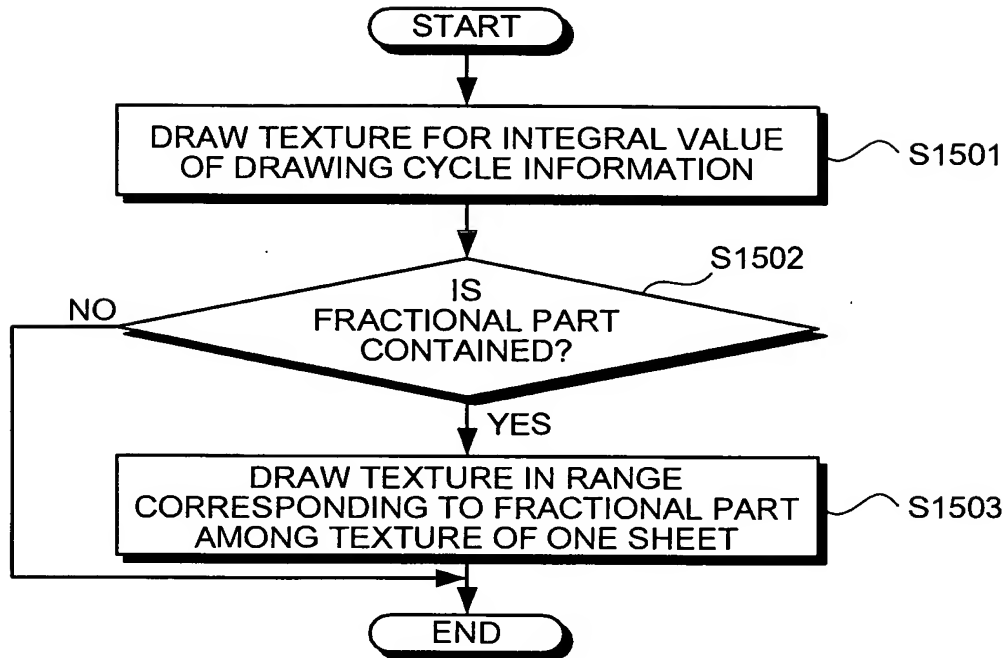 START
DRAW TEXTURE FOR INTEGRAL VALUE
OF DRAWING CYCLE INFORMATION
S1501
S1502
IS
FRACTIONAL PART
CONTAINED?
NO
YES
DRAW TEXTURE IN RANGE
CORRESPONDING TO FRACTIONAL PART
AMONG TEXTURE OF ONE SHEET
S1503
END